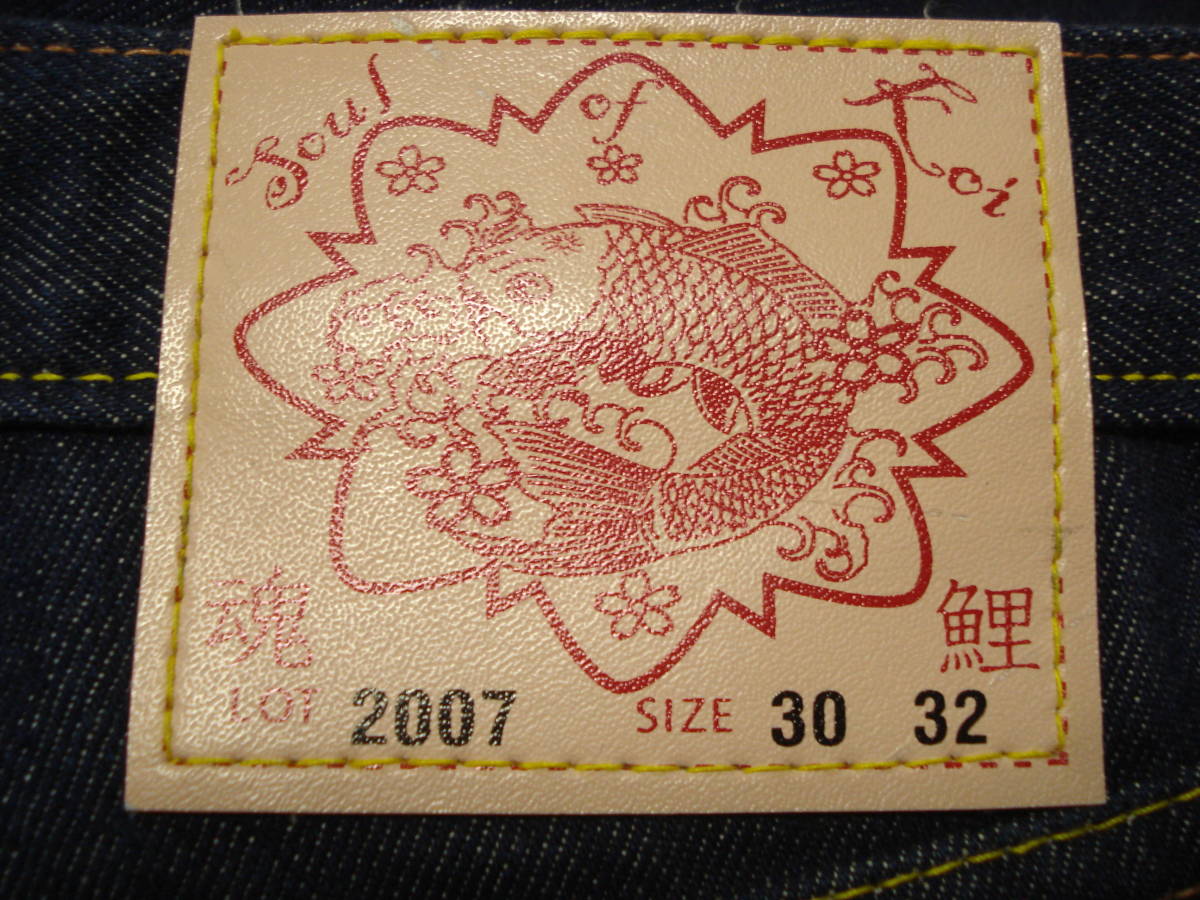 Soul of Koi
魂 鯉
LOT 2007 SIZE 30 32